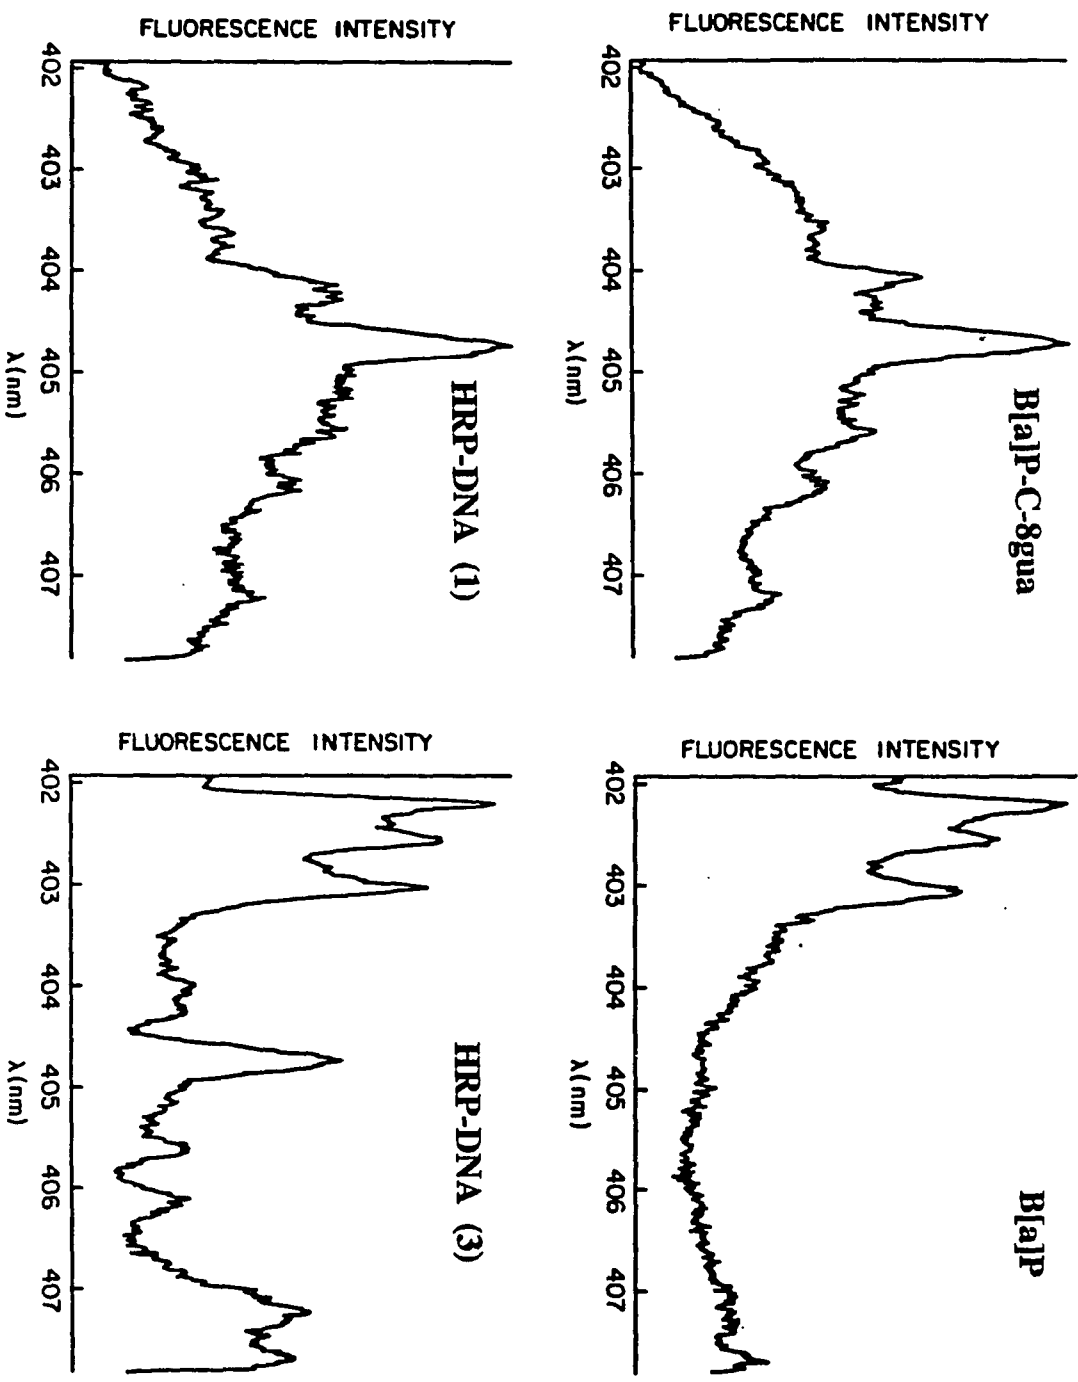 FLUORESCENCE INTENSITY
B[a]P-C-8gua
402 403 404 405 406 407
λ(nm)
FLUORESCENCE INTENSITY
B[a]P
402 403 404 405 406 407
λ(nm)
FLUORESCENCE INTENSITY
HRP-DNA (1)
402 403 404 405 406 407
λ(nm)
FLUORESCENCE INTENSITY
HRP-DNA (3)
402 403 404 405 406 407
λ(nm)